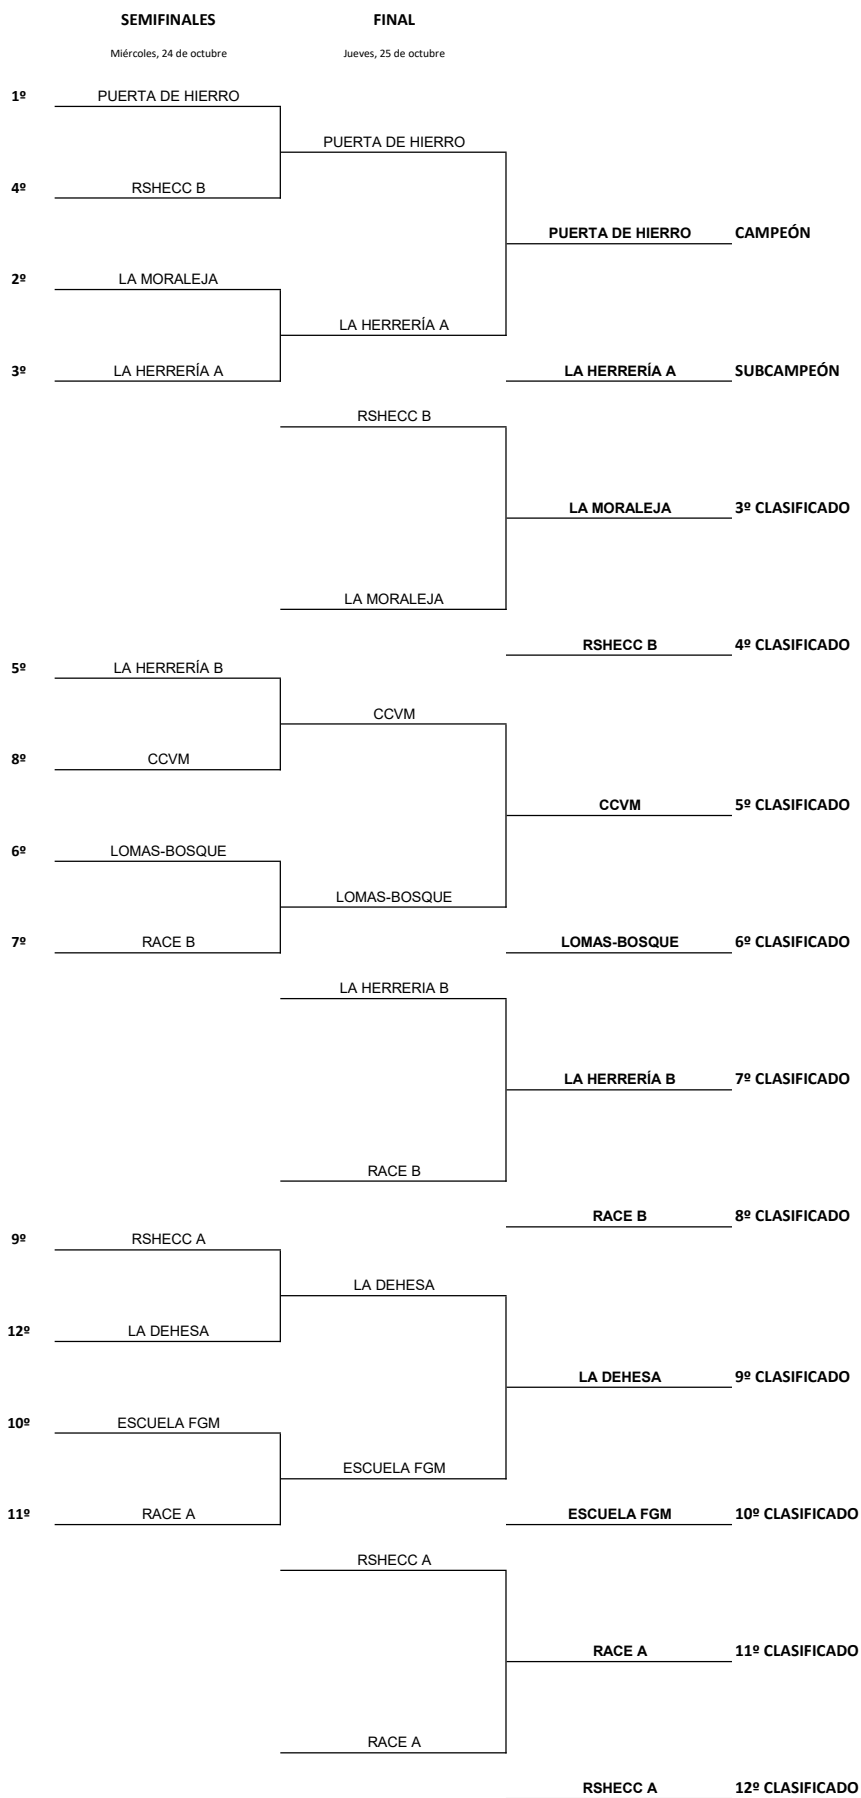 SEMIFINALES FINAL
Miércoles, 24 de octubre Jueves, 25 de octubre
1º PUERTA DE HIERRO
PUERTA DE HIERRO
4º RSHECC B
PUERTA DE HIERRO CAMPEÓN
2º LA MORALEJA
LA HERRERÍA A
3º LA HERRERÍA A LA HERRERÍA A SUBCAMPEÓN
RSHECC B
LA MORALEJA 3º CLASIFICADO
LA MORALEJA
RSHECC B 4º CLASIFICADO
5º LA HERRERÍA B
CCVM
8º CCVM
CCVM 5º CLASIFICADO
6º LOMAS-BOSQUE
LOMAS-BOSQUE
7º RACE B LOMAS-BOSQUE 6º CLASIFICADO
LA HERRERIA B
LA HERRERÍA B 7º CLASIFICADO
RACE B
RACE B 8º CLASIFICADO
9º RSHECC A
LA DEHESA
12º LA DEHESA
LA DEHESA 9º CLASIFICADO
10º ESCUELA FGM
ESCUELA FGM
11º RACE A ESCUELA FGM 10º CLASIFICADO
RSHECC A
RACE A 11º CLASIFICADO
RACE A
RSHECC A 12º CLASIFICADO